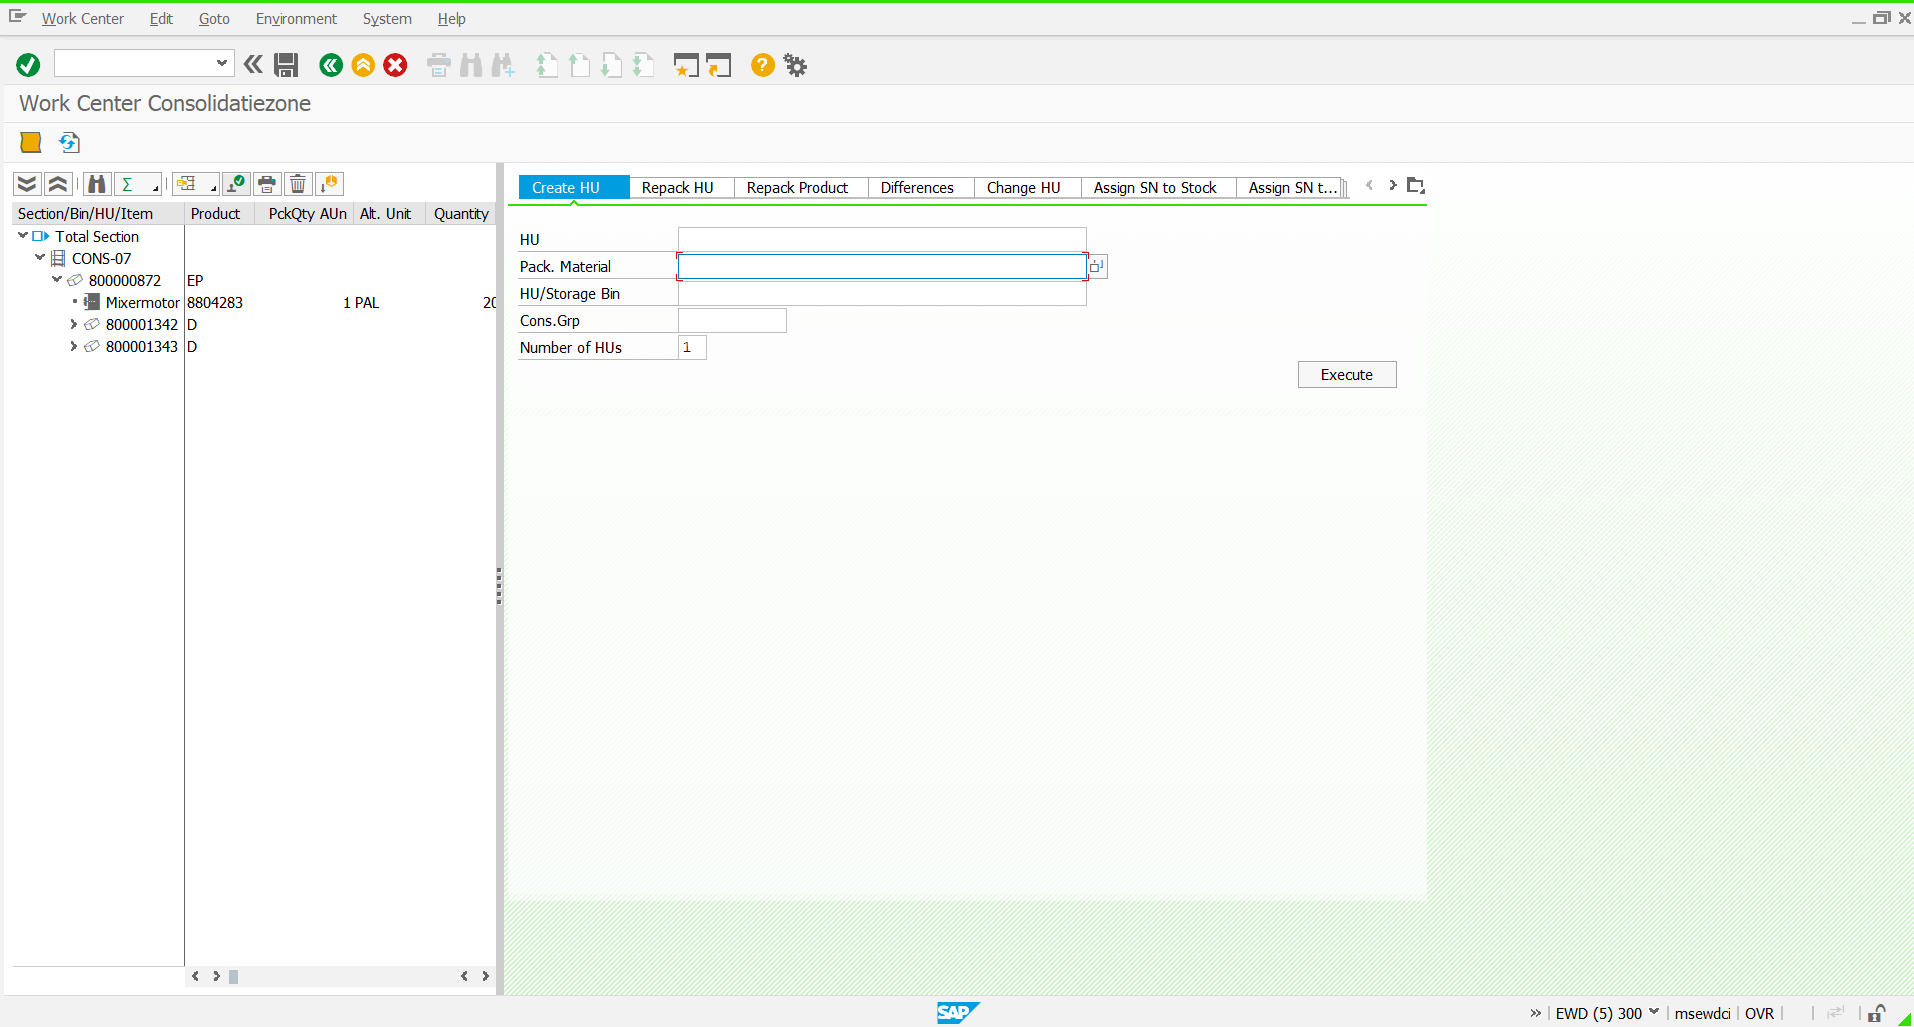 Work Center Edit Goto Environment System Help
Work Center Consolidatiezone
Create HU Repack HU Repack Product Differences Change HU Assign SN to Stock Assign SN t...
Section/Bin/HU/Item Product PckQty AUn Alt. Unit Quantity
Total Section
CONS-07
800000872 EP
Mixermotor 8804283 1 PAL 20
800001342 D
800001343 D
HU
Pack. Material
HU/Storage Bin
Cons.Grp
Number of HUs 1
Execute
SAP
EWD (5) 300 msewdci OVR